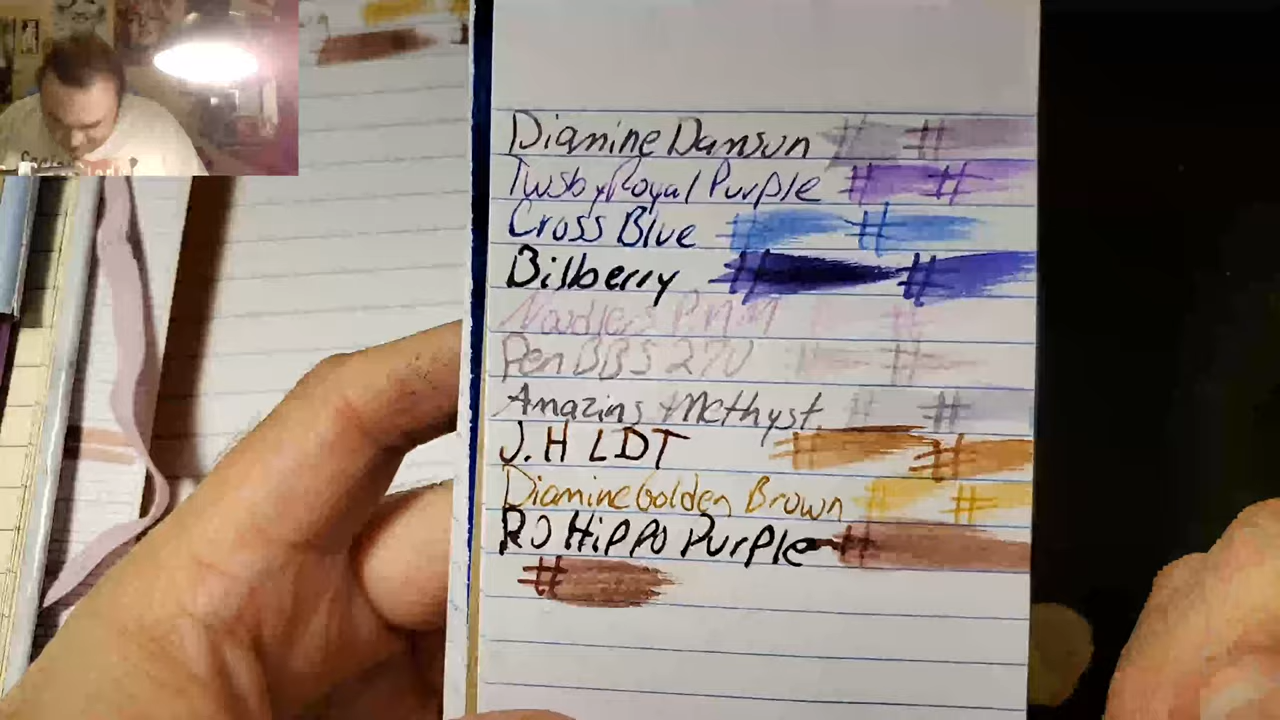 Diamine Damson # #
Twsby Royal Purple # #
Cross Blue # #
Bilberry # #
Noodlers P.M.M #
Pen BBS 270 # #
Amazing Amethyst. # #
J.H LDT # #
Diamine Golden Brown # #
RO Hippo Purple #
#